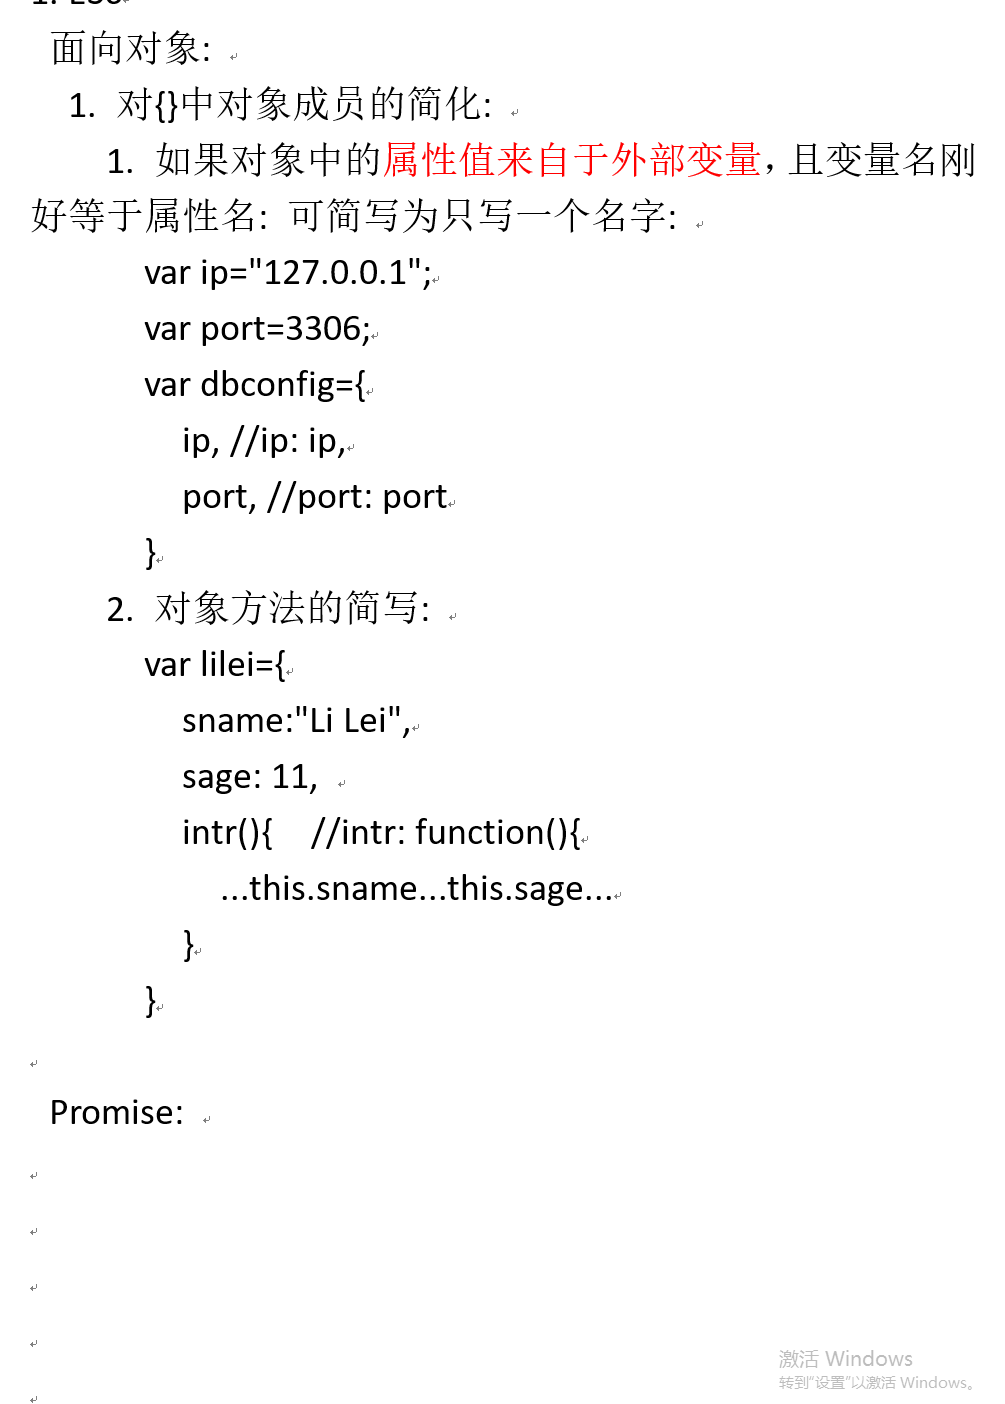 面向对象:
1. 对{}中对象成员的简化:
1. 如果对象中的属性值来自于外部变量，且变量名刚
好等于属性名: 可简写为只写一个名字:
var ip="127.0.0.1";
var port=3306;
var dbconfig={
ip, //ip: ip,
port, //port: port
}
2. 对象方法的简写:
var lilei={
sname:"Li Lei",
sage: 11,
intr(){ //intr: function(){
...this.sname...this.sage...
}
}
Promise:
激活 Windows
转到“设置”以激活 Windows。